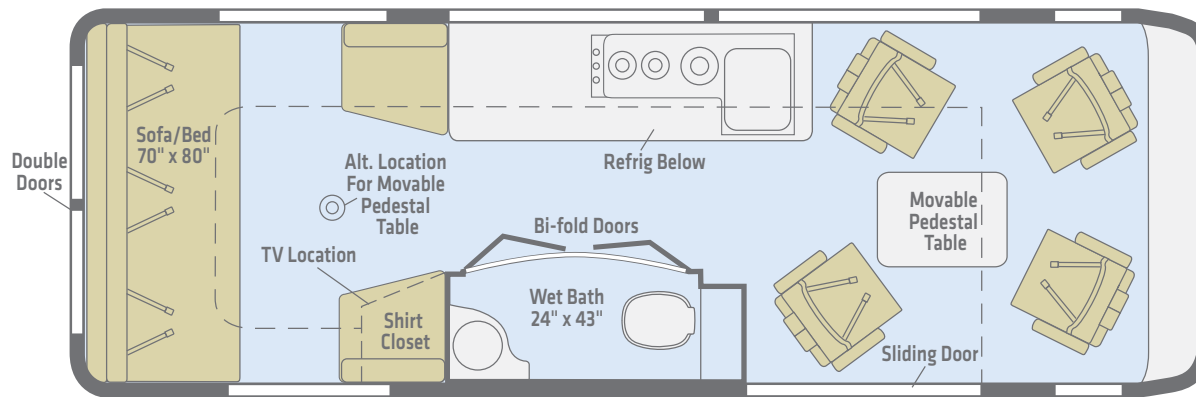 Sofa/Bed
70" x 80"
Double
Doors
Alt. Location
For Movable
Pedestal
Table
Refrig Below
Movable
Pedestal
Table
Bi-fold Doors
TV Location
Wet Bath
24" x 43"
Shirt
Closet
Sliding Door